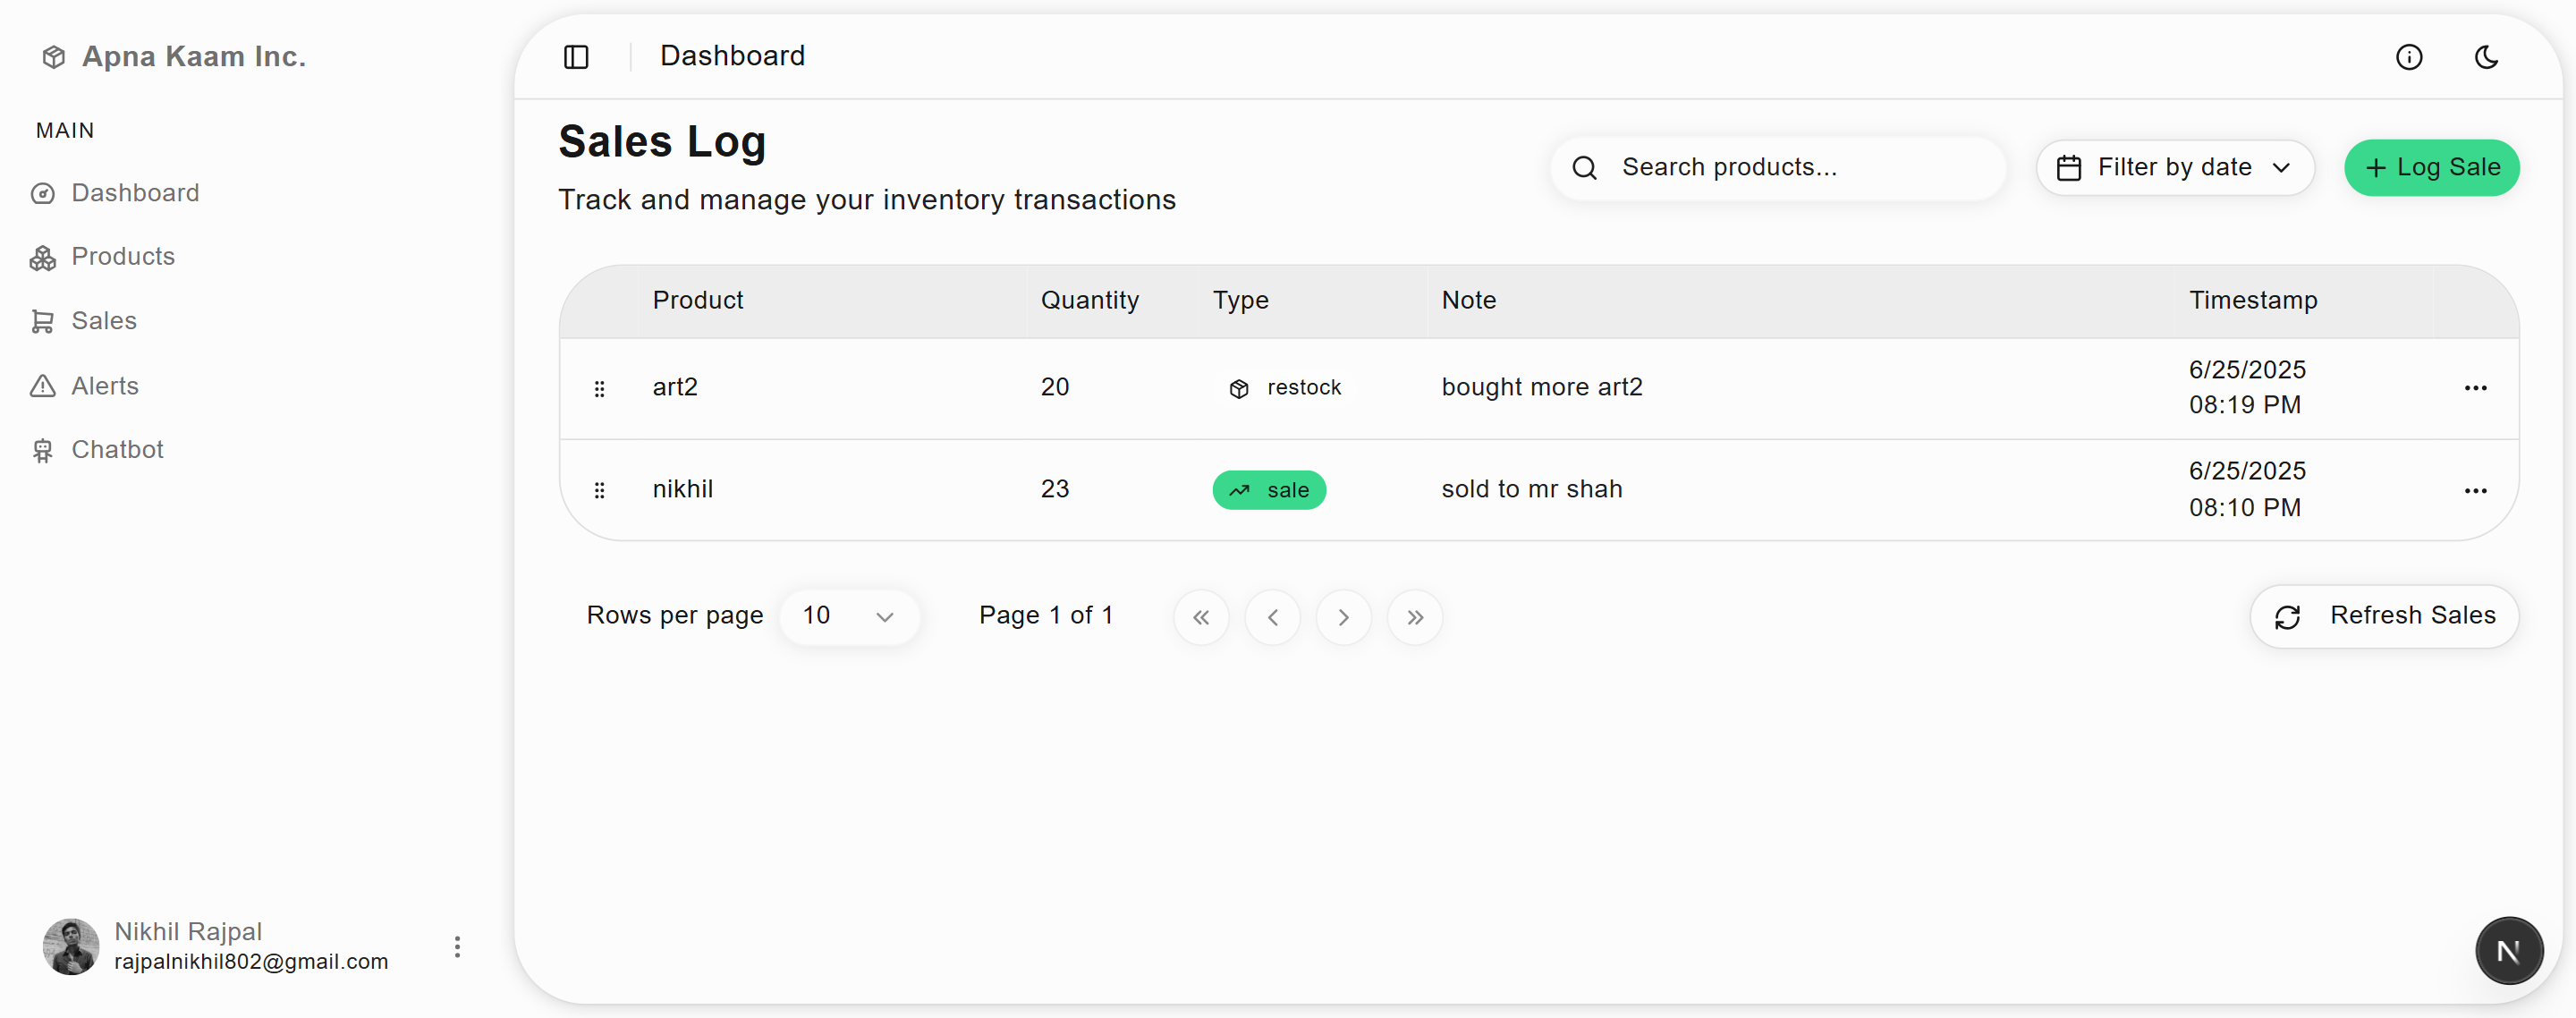 Apna Kaam Inc.
MAIN
Dashboard
Products
Sales
Alerts
Chatbot
Nikhil Rajpal
rajpalnikhil802@gmail.com
Dashboard
Sales Log
Track and manage your inventory transactions
Search products...
Filter by date
Log Sale
Product Quantity Type Note Timestamp
art2 20 restock bought more art2 6/25/2025
08:19 PM
nikhil 23 sale sold to mr shah 6/25/2025
08:10 PM
Rows per page 10 Page 1 of 1 Refresh Sales
N